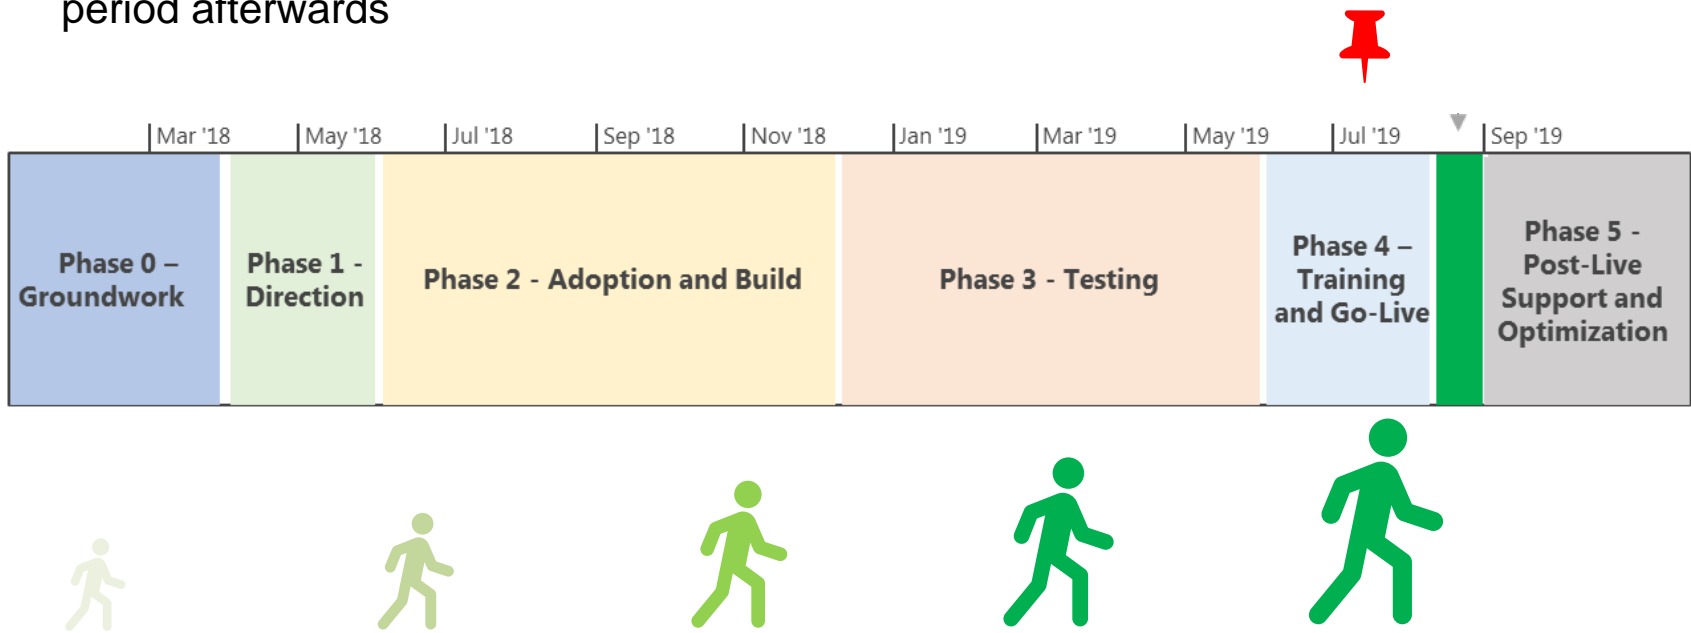 period afterwards
Mar '18 May '18 Jul '18 Sep '18 Nov '18 Jan '19 Mar '19 May '19 Jul '19 Sep '19
Phase 0 –
Groundwork
Phase 1 -
Direction
Phase 2 - Adoption and Build
Phase 3 - Testing
Phase 4 –
Training
and Go-Live
Phase 5 -
Post-Live
Support and
Optimization